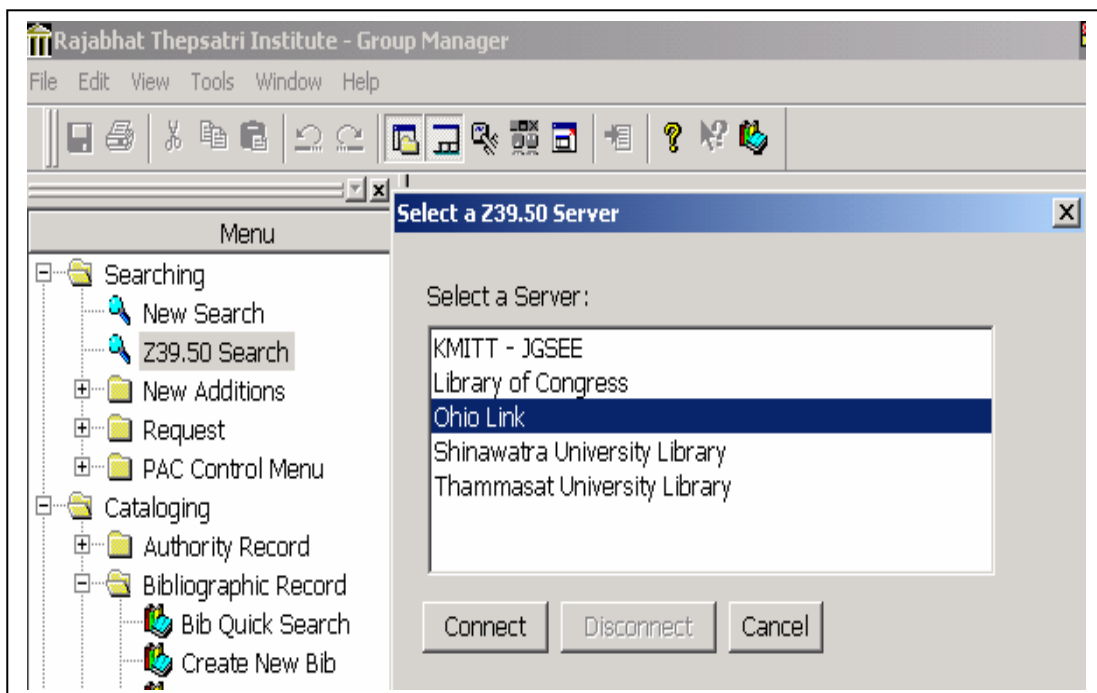 Rajabhat Thepsatri Institute - Group Manager
File Edit View Tools Window Help
Menu
Searching
New Search
Z39.50 Search
New Additions
Request
PAC Control Menu
Cataloging
Authority Record
Bibliographic Record
Bib Quick Search
Create New Bib
Select a Z39.50 Server
Select a Server:
KMITT - JGSEE
Library of Congress
Ohio Link
Shinawatra University Library
Thammasat University Library
Connect Disconnect Cancel